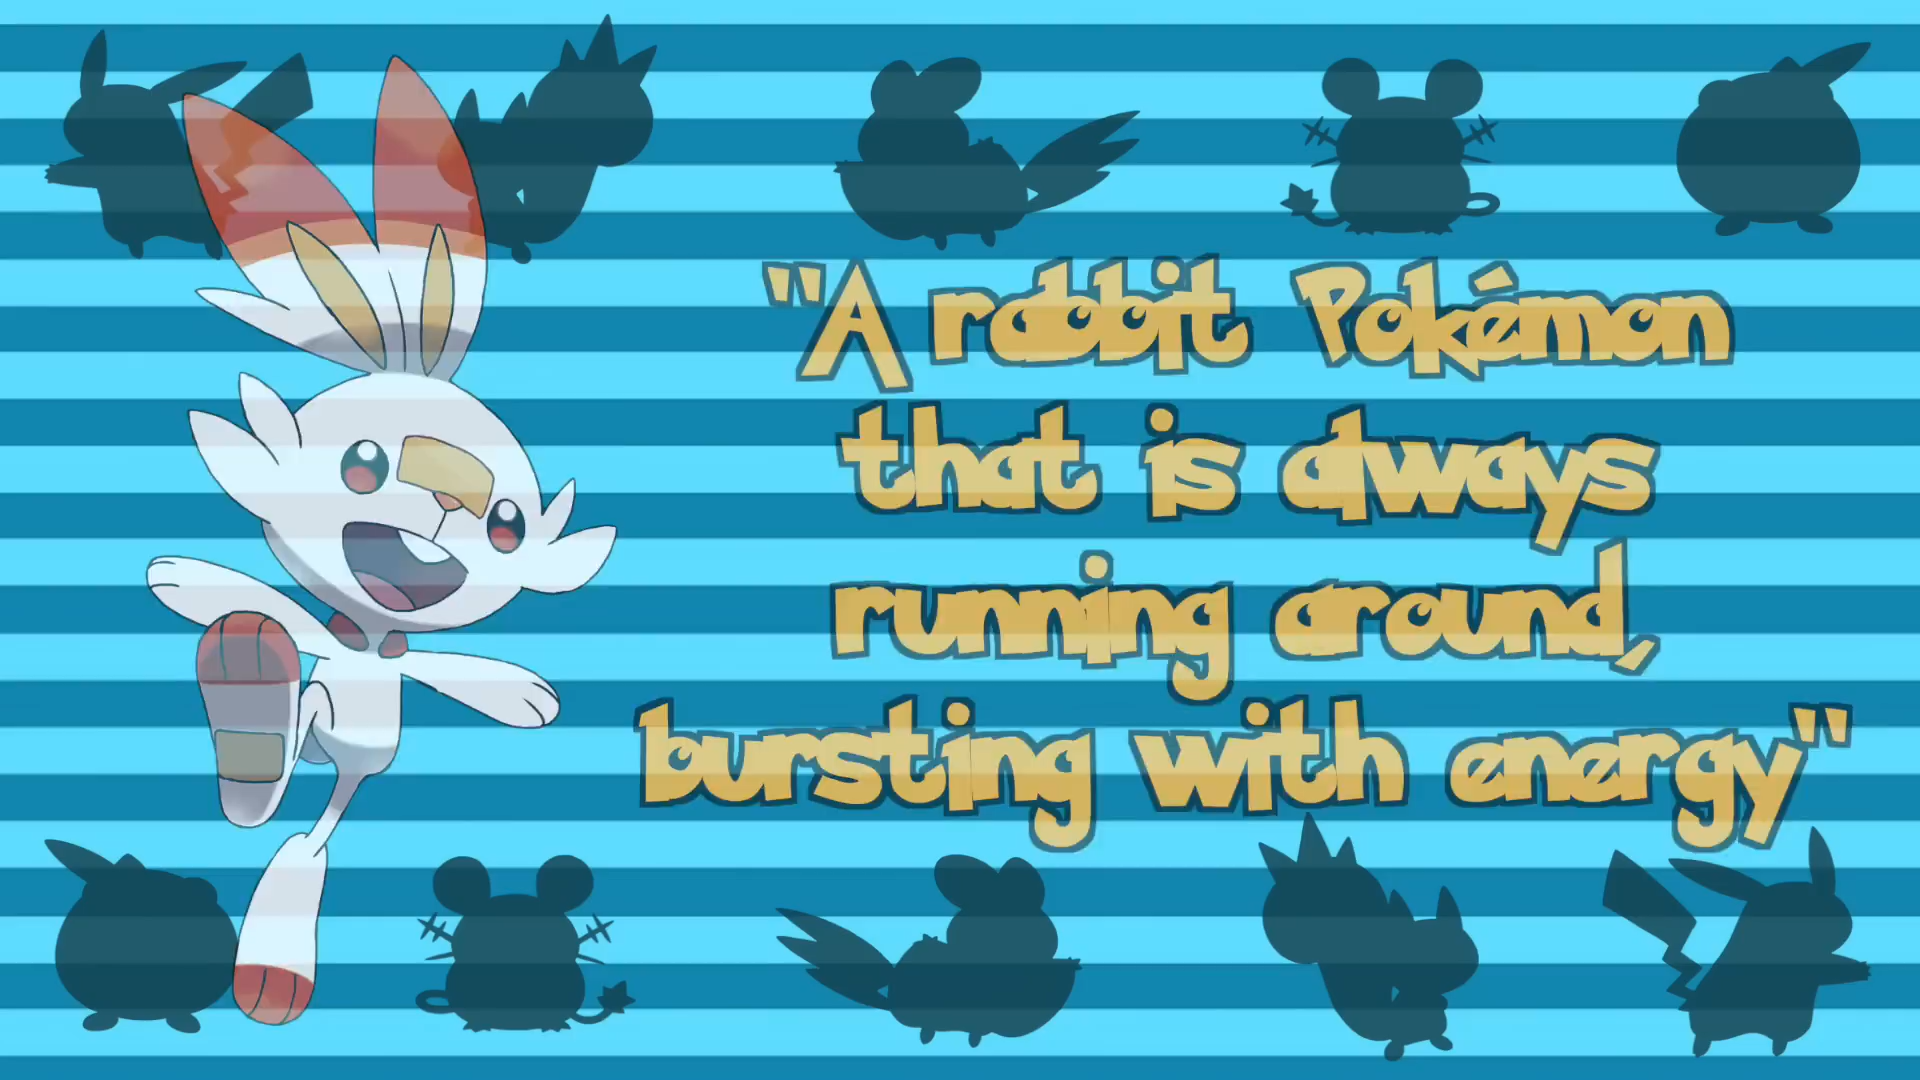 "A rabbit Pokémon
that is always
running around,
bursting with energy"